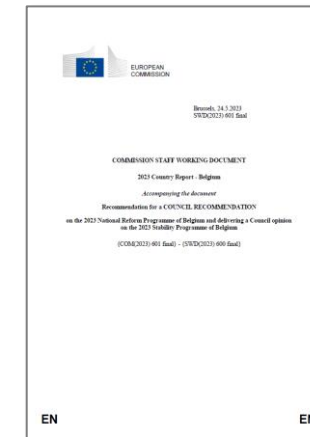 EUROPEAN
COMMISSION
Brussels, 24.5.2023
SWD(2023) 601 final
COMMISSION STAFF WORKING DOCUMENT
2023 Country Report - Belgium
Accompanying the document
Recommendation for a COUNCIL RECOMMENDATION
on the 2023 National Reform Programme of Belgium and delivering a Council opinion
on the 2023 Stability Programme of Belgium
{COM(2023) 601 final} - {SWD(2023) 600 final}
EN
EN